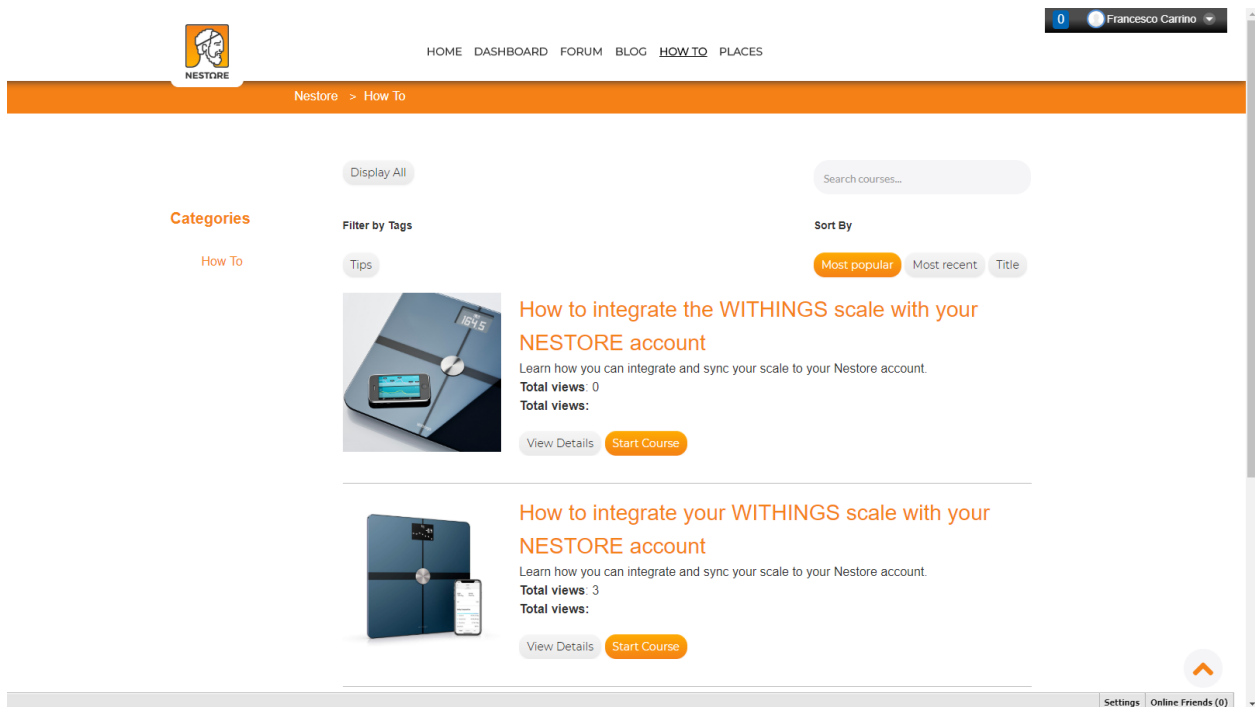 0 Francesco Carrino
NESTORE
HOME DASHBOARD FORUM BLOG HOW TO PLACES
Nestore > How To
Display All
Search courses...
Categories
Filter by Tags
Sort By
How To
Tips
Most popular Most recent Title
164.5
How to integrate the WITHINGS scale with your
NESTORE account
Learn how you can integrate and sync your scale to your Nestore account.
Total views: 0
Total views:
View Details Start Course
How to integrate your WITHINGS scale with your
NESTORE account
Learn how you can integrate and sync your scale to your Nestore account.
Total views: 3
Total views:
View Details Start Course
Settings Online Friends (0)